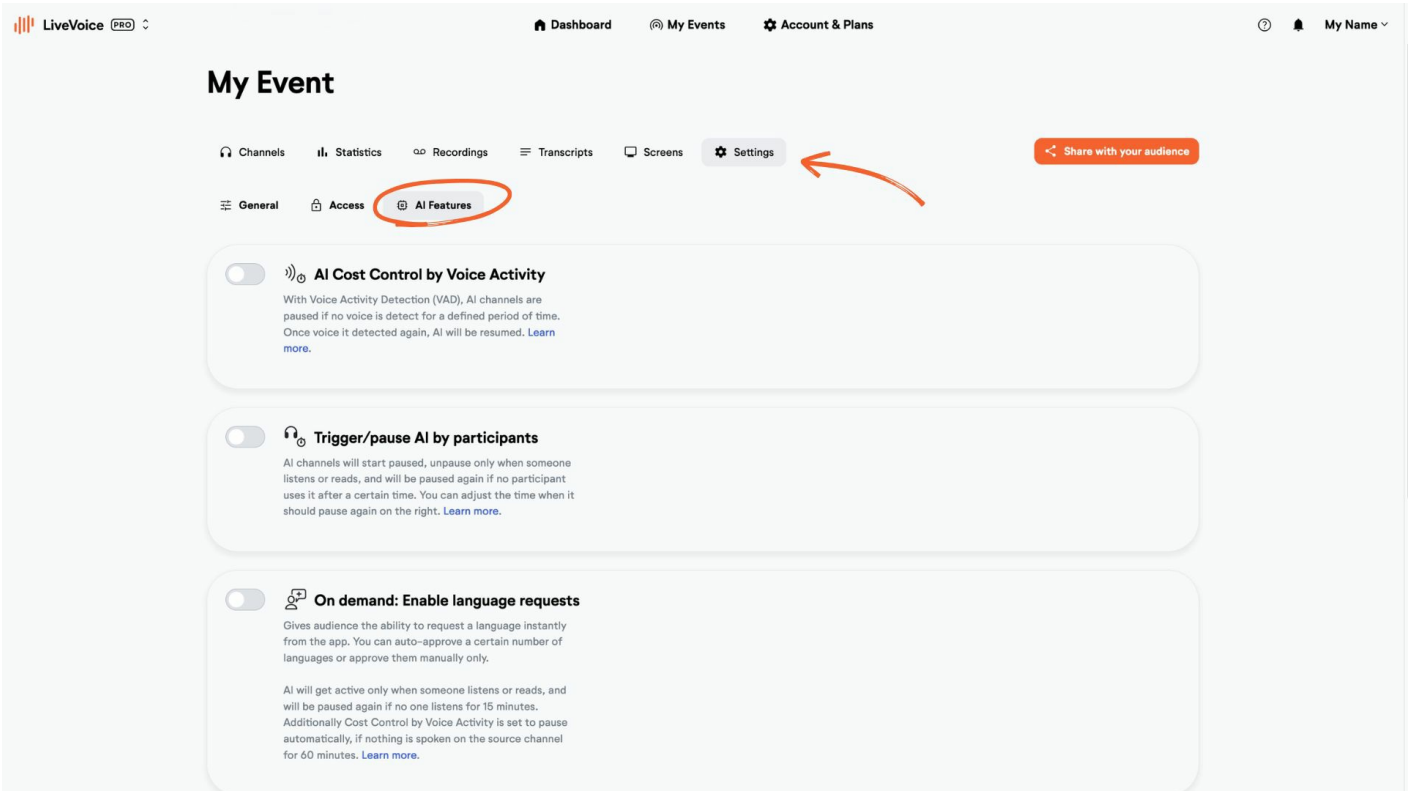 LiveVoice PRO
Dashboard
My Events
Account & Plans
My Name
My Event
Channels
Statistics
Recordings
Transcripts
Screens
Settings
Share with your audience
General
Access
AI Features
AI Cost Control by Voice Activity
With Voice Activity Detection (VAD), AI channels are
paused if no voice is detect for a defined period of time.
Once voice it detected again, AI will be resumed. Learn
more.
Trigger/pause AI by participants
AI channels will start paused, unpause only when someone
listens or reads, and will be paused again if no participant
uses it after a certain time. You can adjust the time when it
should pause again on the right. Learn more.
On demand: Enable language requests
Gives audience the ability to request a language instantly
from the app. You can auto-approve a certain number of
languages or approve them manually only.
AI will get active only when someone listens or reads, and
will be paused again if no one listens for 15 minutes.
Additionally Cost Control by Voice Activity is set to pause
automatically, if nothing is spoken on the source channel
for 60 minutes. Learn more.